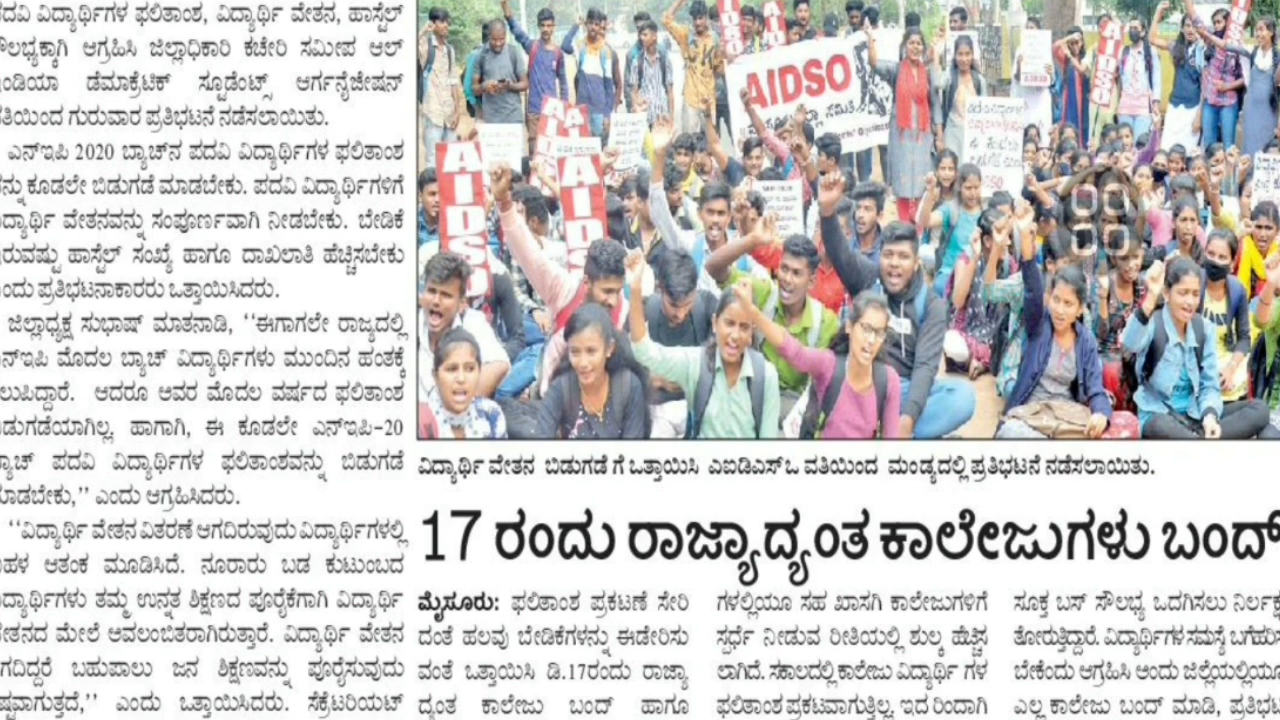 ಪದವಿ ವಿದ್ಯಾರ್ಥಿಗಳ ಫಲಿತಾಂಶ, ವಿದ್ಯಾರ್ಥಿ ವೇತನ, ಹಾಸ್ಟೆಲ್
ಸೌಲಭ್ಯಕ್ಕಾಗಿ ಆಗ್ರಹಿಸಿ ಜಿಲ್ಲಾಧಿಕಾರಿ ಕಚೇರಿ ಸಮೀಪ ಆಲ್
ಇಂಡಿಯಾ ಡೆಮಾಕ್ರೆಟಿಕ್ ಸ್ಟೂಡೆಂಟ್ಸ್ ಆರ್ಗನೈಜೇಷನ್
ವತಿಯಿಂದ ಗುರುವಾರ ಪ್ರತಿಭಟನೆ ನಡೆಸಲಾಯಿತು.
ಎನ್ಇಪಿ 2020 ಬ್ಯಾಚ್‌ನ ಪದವಿ ವಿದ್ಯಾರ್ಥಿಗಳ ಫಲಿತಾಂಶ
ವನ್ನು ಕೂಡಲೇ ಬಿಡುಗಡೆ ಮಾಡಬೇಕು. ಪದವಿ ವಿದ್ಯಾರ್ಥಿಗಳಿಗೆ
ವಿದ್ಯಾರ್ಥಿ ವೇತನವನ್ನು ಸಂಪೂರ್ಣವಾಗಿ ನೀಡಬೇಕು. ಬೇಡಿಕೆ
ಇರುವಷ್ಟು ಹಾಸ್ಟೆಲ್ ಸಂಖ್ಯೆ ಹಾಗೂ ದಾಖಲಾತಿ ಹೆಚ್ಚಿಸಬೇಕು
ಎಂದು ಪ್ರತಿಭಟನಾಕಾರರು ಒತ್ತಾಯಿಸಿದರು.
ಜಿಲ್ಲಾಧ್ಯಕ್ಷ ಸುಭಾಷ್ ಮಾತನಾಡಿ, ‘‘ಈಗಾಗಲೇ ರಾಜ್ಯದಲ್ಲಿ
ಎನ್ಇಪಿ ಮೊದಲ ಬ್ಯಾಚ್ ವಿದ್ಯಾರ್ಥಿಗಳು ಮುಂದಿನ ಹಂತಕ್ಕೆ
ತಲುಪಿದ್ದಾರೆ. ಆದರೂ ಅವರ ಮೊದಲ ವರ್ಷದ ಫಲಿತಾಂಶ
ಬಿಡುಗಡೆಯಾಗಿಲ್ಲ. ಹಾಗಾಗಿ, ಈ ಕೂಡಲೇ ಎನ್ಇಪಿ-20
ಬ್ಯಾಚ್ ಪದವಿ ವಿದ್ಯಾರ್ಥಿಗಳ ಫಲಿತಾಂಶವನ್ನು ಬಿಡುಗಡೆ
ಮಾಡಬೇಕು,’’ ಎಂದು ಆಗ್ರಹಿಸಿದರು.
‘‘ವಿದ್ಯಾರ್ಥಿ ವೇತನ ವಿತರಣೆ ಆಗದಿರುವುದು ವಿದ್ಯಾರ್ಥಿಗಳಲ್ಲಿ
ಬಹಳ ಆತಂಕ ಮೂಡಿಸಿದೆ. ನೂರಾರು ಬಡ ಕುಟುಂಬದ
ವಿದ್ಯಾರ್ಥಿಗಳು ತಮ್ಮ ಉನ್ನತ ಶಿಕ್ಷಣದ ಪೂರೈಕೆಗಾಗಿ ವಿದ್ಯಾರ್ಥಿ
ವೇತನದ ಮೇಲೆ ಅವಲಂಬಿತರಾಗಿರುತ್ತಾರೆ. ವಿದ್ಯಾರ್ಥಿ ವೇತನ
ಆಗದಿದ್ದರೆ ಬಹುಪಾಲು ಜನ ಶಿಕ್ಷಣವನ್ನು ಪೂರೈಸುವುದು
ಕಷ್ಟವಾಗುತ್ತದೆ,’’ ಎಂದು ಒತ್ತಾಯಿಸಿದರು. ಸೆಕ್ರೆಟರಿಯಟ್
AIDSO
AIDSO
AIDS
AIDSO
ವಿದ್ಯಾರ್ಥಿ ವೇತನ ಬಿಡುಗಡೆ ಗೆ ಒತ್ತಾಯಿಸಿ ಎಐಡಿಎಸ್ಒ ವತಿಯಿಂದ ಮಂಡ್ಯದಲ್ಲಿ ಪ್ರತಿಭಟನೆ ನಡೆಸಲಾಯಿತು.
17 ರಂದು ರಾಜ್ಯಾದ್ಯಂತ ಕಾಲೇಜುಗಳು ಬಂದ್
ಮೈಸೂರು: ಫಲಿತಾಂಶ ಪ್ರಕಟಣೆ ಸೇರಿ
ದಂತೆ ಹಲವು ಬೇಡಿಕೆಗಳನ್ನು ಈಡೇರಿಸು
ವಂತೆ ಒತ್ತಾಯಿಸಿ ಡಿ.17ರಂದು ರಾಜ್ಯಾ
ದ್ಯಂತ ಕಾಲೇಜು ಬಂದ್ ಹಾಗೂ
ಗಳಲ್ಲಿಯೂ ಸಹ ಖಾಸಗಿ ಕಾಲೇಜುಗಳಿಗೆ
ಸ್ಪರ್ಧೆ ನೀಡುವ ರೀತಿಯಲ್ಲಿ ಶುಲ್ಕ ಹೆಚ್ಚಿಸ
ಲಾಗಿದೆ. ಸಕಾಲದಲ್ಲಿ ಕಾಲೇಜು ವಿದ್ಯಾರ್ಥಿ ಗಳ
ಫಲಿತಾಂಶ ಪ್ರಕಟವಾಗುತ್ತಿಲ್ಲ. ಇದ ರಿಂದಾಗಿ
ಸೂಕ್ತ ಬಸ್ ಸೌಲಭ್ಯ ಒದಗಿಸಲು ನಿರ್ಲಕ್ಷ
ತೋರುತ್ತಿದ್ದಾರೆ. ವಿದ್ಯಾರ್ಥಿಗಳ ಸಮಸ್ಯೆ ಬಗೆಹರಿಸ
ಬೇಕೆಂದು ಆಗ್ರಹಿಸಿ ಅಂದು ಜಿಲ್ಲೆಯಲ್ಲಿಯೂ
ಎಲ್ಲ ಕಾಲೇಜು ಬಂದ್ ಮಾಡಿ, ಪ್ರತಿಭಟ